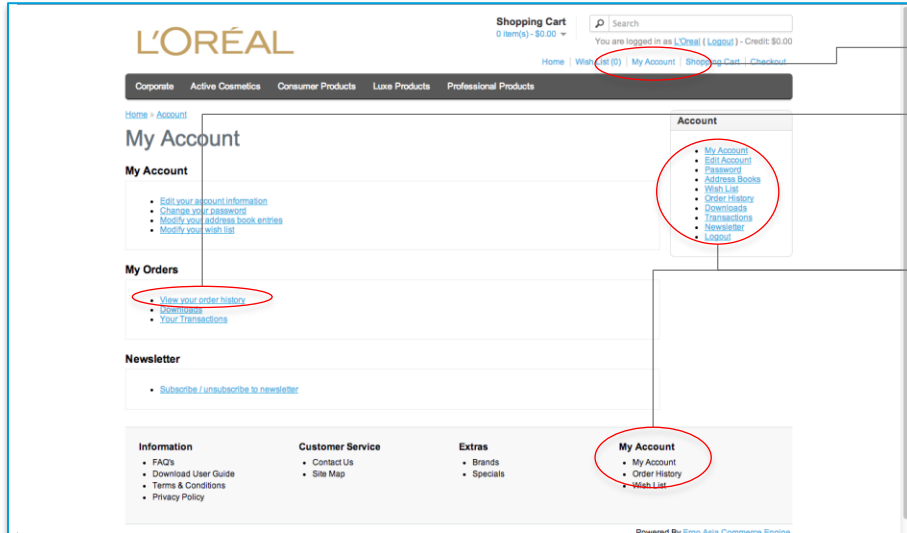 L'ORÉAL
Shopping Cart
0 item(s) - $0.00
Search
You are logged in as L'Oreal ( Logout ) - Credit: $0.00
Home | Wish List (0) | My Account | Shopping Cart | Checkout
Corporate Active Cosmetics Consumer Products Luxe Products Professional Products
Home » Account
My Account
My Account
Edit your account information
Change your password
Modify your address book entries
Modify your wish list
My Orders
View your order history
Downloads
Your Transactions
Newsletter
Subscribe / unsubscribe to newsletter
Account
My Account
Edit Account
Password
Address Books
Wish List
Order History
Downloads
Transactions
Newsletter
Logout
Information
FAQ's
Download User Guide
Terms & Conditions
Privacy Policy
Customer Service
Contact Us
Site Map
Extras
Brands
Specials
My Account
My Account
Order History
Wish List
Powered By Ergo Asia Commerce Engine